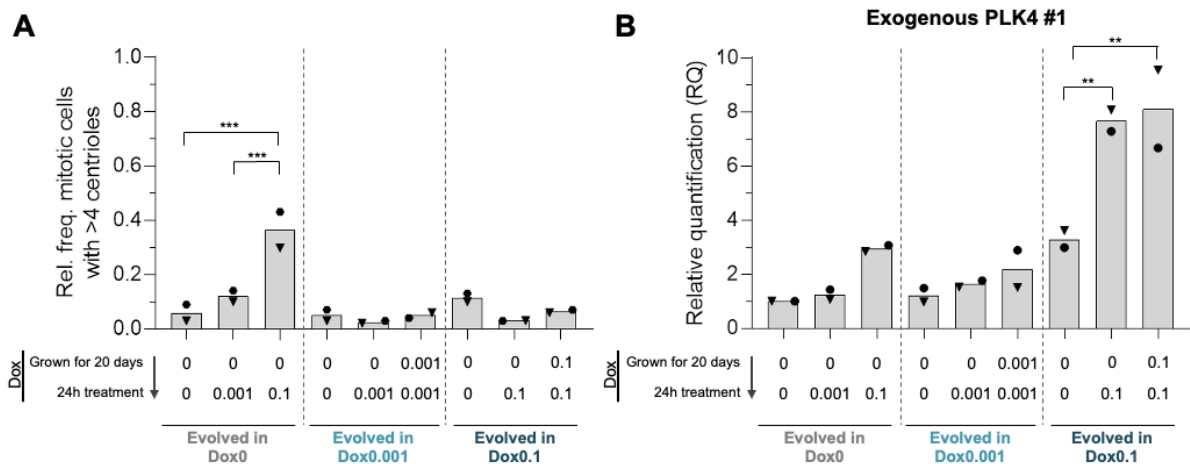 A
Rel. freq. mitotic cells
with >4 centrioles
1.0
0.8
0.6
0.4
0.2
0.0
***
***
Dox
Grown for 20 days 0 0 0 0 0 0.001 0 0 0.1
24h treatment 0 0.001 0.1 0 0.001 0.001 0 0.1 0.1
Evolved in Evolved in Evolved in
Dox0 Dox0.001 Dox0.1
B
Exogenous PLK4 #1
Relative quantification (RQ)
10
8
6
4
2
0
**
**
Dox
Grown for 20 days 0 0 0 0 0 0.001 0 0 0.1
24h treatment 0 0.001 0.1 0 0.001 0.001 0 0.1 0.1
Evolved in Evolved in Evolved in
Dox0 Dox0.001 Dox0.1